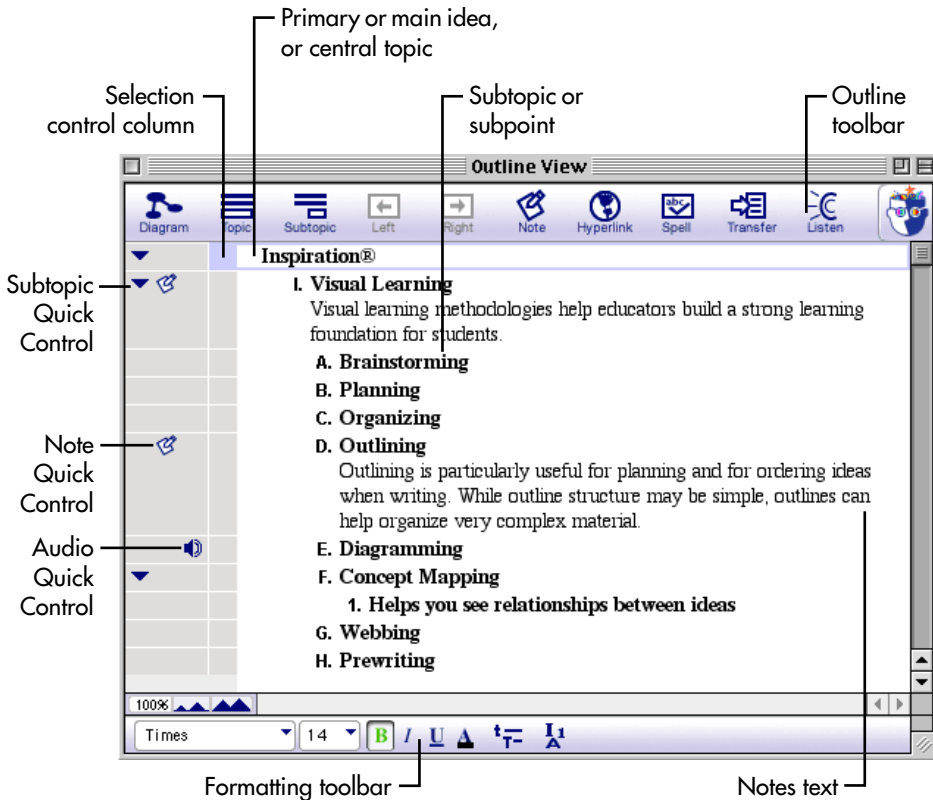 Primary or main idea,
or central topic
Selection
control column
Subtopic or
subpoint
Outline
toolbar
Outline View
Diagram Topic Subtopic Left Right Note Hyperlink Spell Transfer Listen
abc
Inspiration®
Subtopic
Quick
Control
I. Visual Learning
Visual learning methodologies help educators build a strong learning
foundation for students.
A. Brainstorming
B. Planning
C. Organizing
Note
Quick
Control
D. Outlining
Outlining is particularly useful for planning and for ordering ideas
when writing. While outline structure may be simple, outlines can
help organize very complex material.
Audio
Quick
Control
E. Diagramming
F. Concept Mapping
1. Helps you see relationships between ideas
G. Webbing
H. Prewriting
100%
Times 14 B I U A t T I 1 A
Formatting toolbar
Notes text